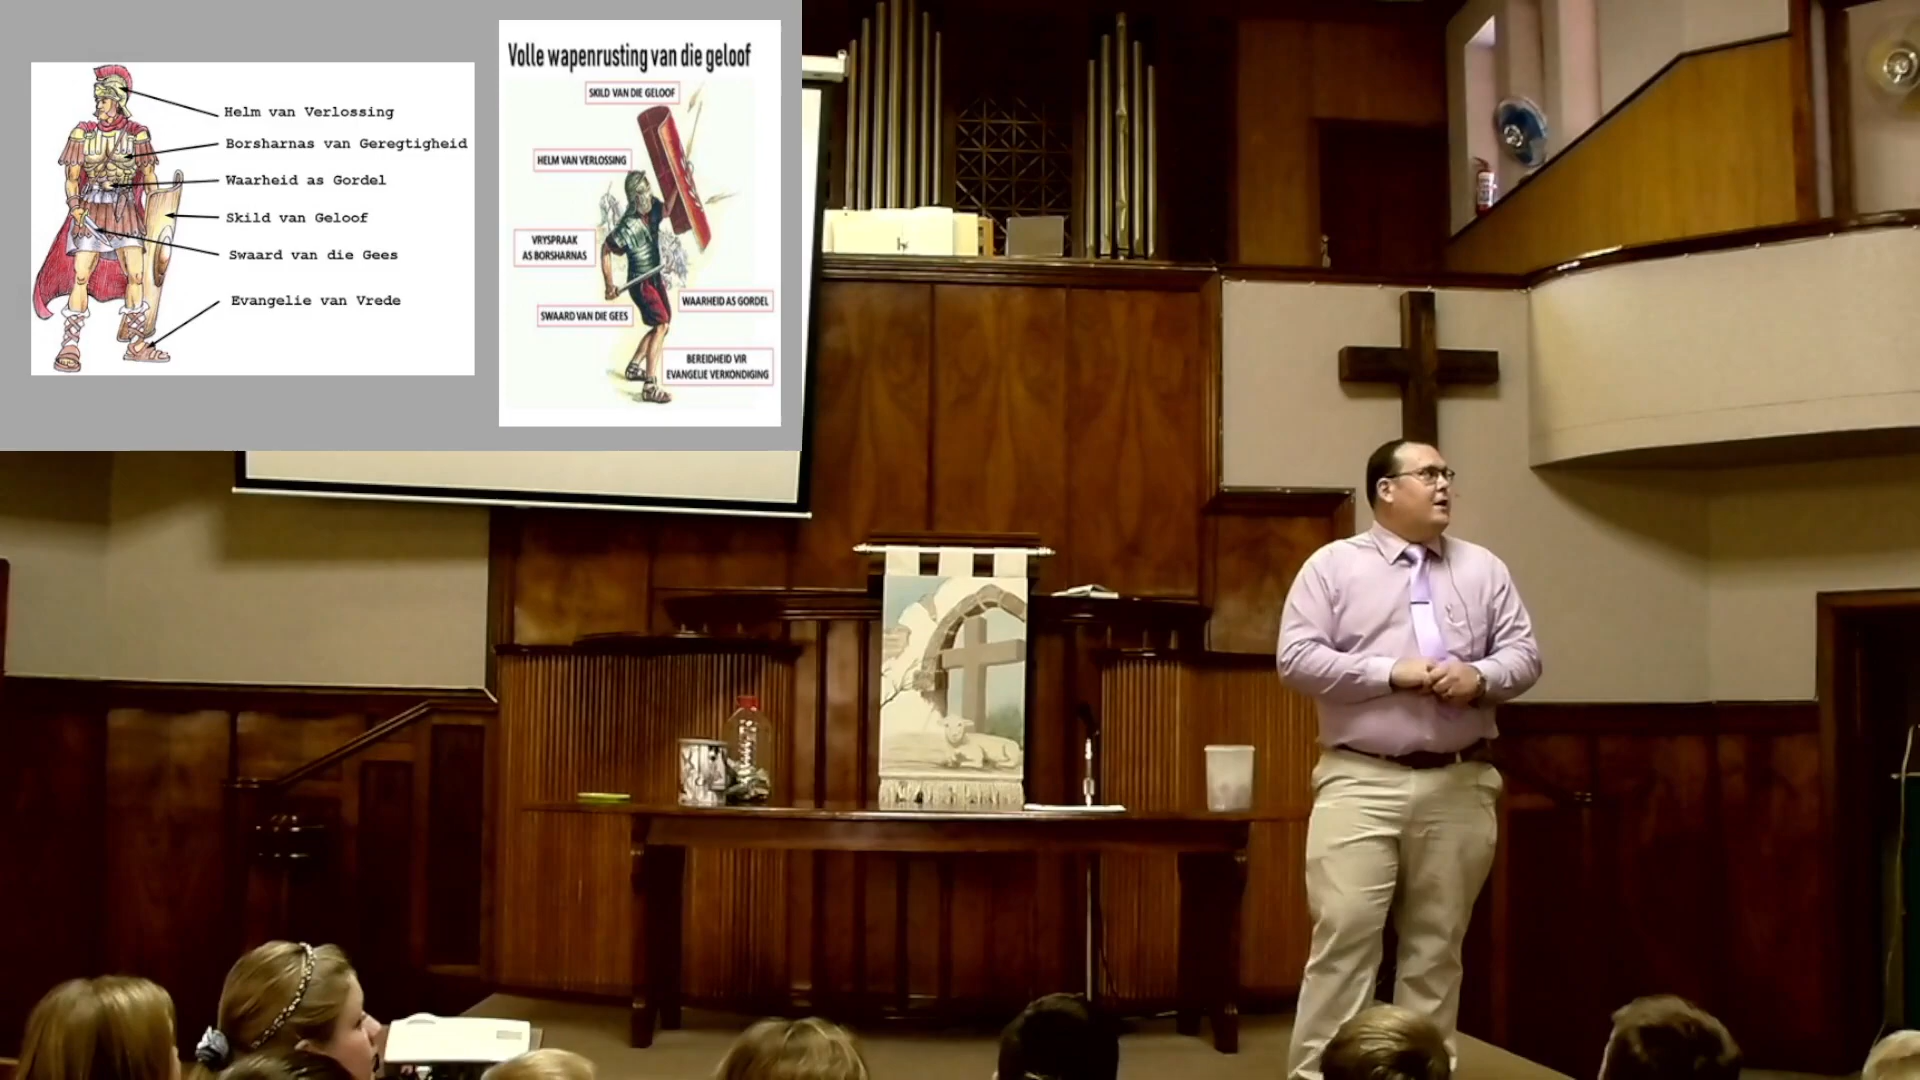 Helm van Verlossing
Borsharnas van Geregtigheid
Waarheid as Gordel
Skild van Geloof
Swaard van die Gees
Evangelie van Vrede
Volle wapenrusting van die geloof
SKILD VAN DIE GELOOF
HELM VAN VERLOSSING
VRYSPRAAK
AS BORSHARNAS
WAARHEID AS GORDEL
SWAARD VAN DIE GEES
BEREIDHEID VIR
EVANGELIE VERKONDIGING